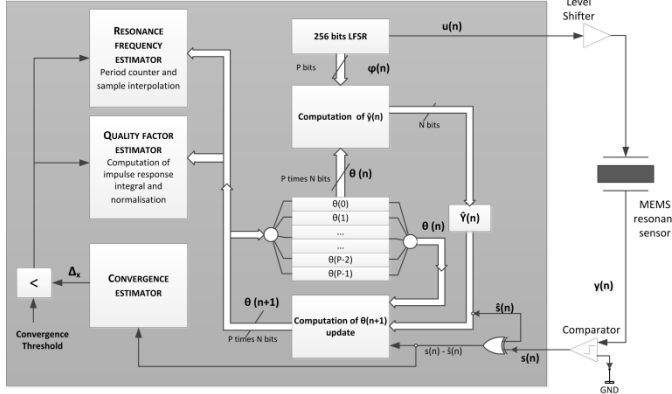 RESONANCE
FREQUENCY
ESTIMATOR
Period counter and
sample interpolation
QUALITY FACTOR
ESTIMATOR
Computation of
impulse response
integral and
normalisation
CONVERGENCE
ESTIMATOR
Δx
<
Convergence
Threshold
256 bits LFSR
u(n)
P bits
φ(n)
Computation of ŷ(n)
N bits
P times N bits
θ (n)
θ(0)
θ(1)
...
...
θ(P-2)
θ(P-1)
θ (n)
Ŷ(n)
θ (n+1)
P times N bits
Computation of θ(n+1)
update
ŝ(n)
s(n) - ŝ(n)
s(n)
Level
Shifter
MEMS
resonant
sensor
y(n)
Comparator
GND